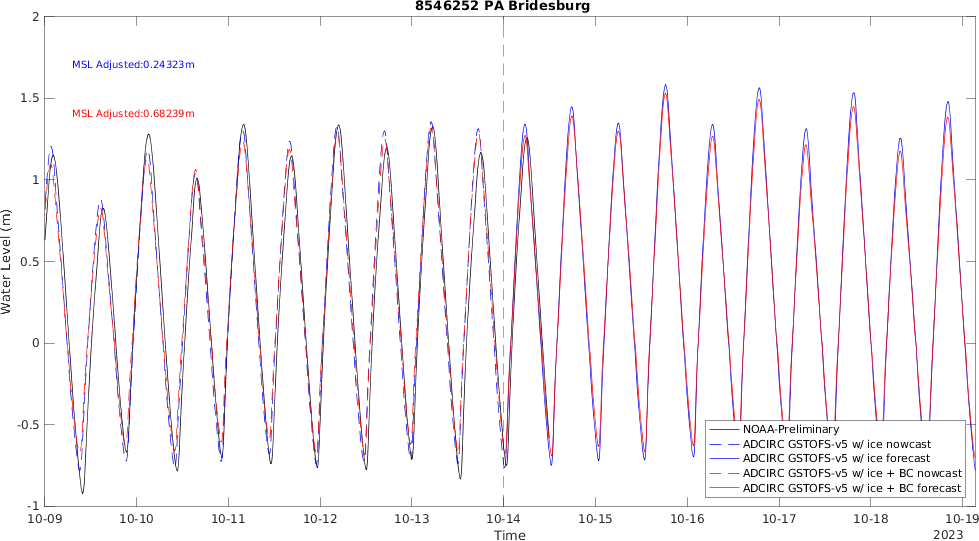 8546252 PA Bridesburg
MSL Adjusted:0.24323m
MSL Adjusted:0.68239m
Water Level (m)
2
1.5
1
0.5
0
-0.5
-1
NOAA-Preliminary
ADCIRC GSTOFS-v5 w/ ice nowcast
ADCIRC GSTOFS-v5 w/ ice forecast
ADCIRC GSTOFS-v5 w/ ice + BC nowcast
ADCIRC GSTOFS-v5 w/ ice + BC forecast
10-09 10-10 10-11 10-12 10-13 10-14 10-15 10-16 10-17 10-18 10-19
Time
2023